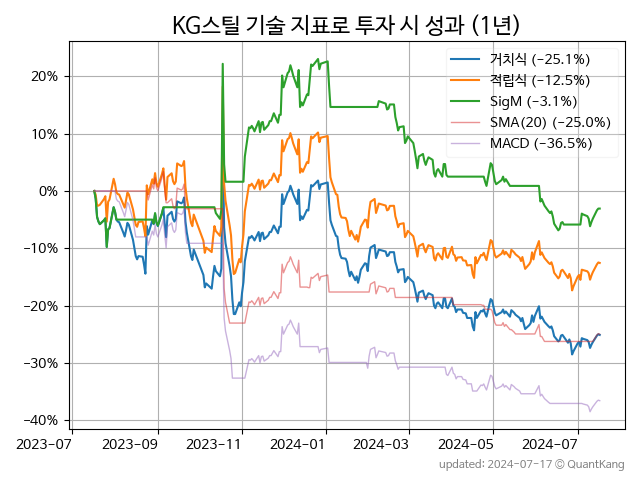 KG스틸 기술 지표로 투자 시 성과 (1년)
거치식 (−25.1%)
적립식 (−12.5%)
SigM (−3.1%)
SMA(20) (−25.0%)
MACD (−36.5%)
20%
10%
0%
−10%
−20%
−30%
−40%
2023-07 2023-09 2023-11 2024-01 2024-03 2024-05 2024-07
updated: 2024-07-17 © QuantKang